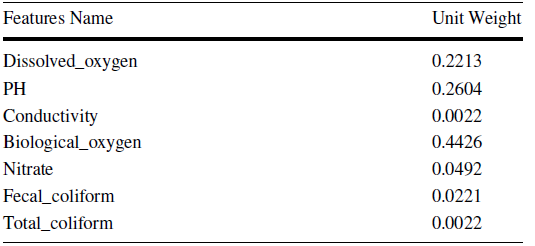 Features Name Unit Weight
Dissolved_oxygen 0.2213
PH 0.2604
Conductivity 0.0022
Biological_oxygen 0.4426
Nitrate 0.0492
Fecal_coliform 0.0221
Total_coliform 0.0022